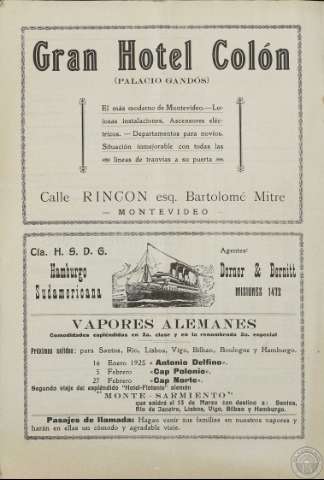 Gran Hotel Colón
(PALACIO GANDÓS)
El más moderno de Montevideo.—Lu-
josas instalaciones, Ascensores eléc-
tricos. — Departamentos para novios.
Situación inmejorable con todas las
líneas de tranvías a su puerta
Calle RINCON esq. Bartolomé Mitre
— MONTEVIDEO —
Cía. H. S. D. G.
Hamburgo
Sudamericana
Agentes:
Dorner & Bernitt
MISIONES 1472
VAPORES ALEMANES
Comodidades espléndidas en 3a. clase y en la renombrada 3a. especial
Próximas salidas: para Santos, Río, Lisboa, Vigo, Bilbao, Boulogne y Hamburgo.
16 Enero 1925 «Antonio Delfino».
5 Febrero «Cap Polonio».
27 Febrero «Cap Norte».
Segundo viaje del espléndido "Hotel-Flotante" alemán
"MONTE-SARMIENTO"
que saldrá el 15 de Marzo con destino a: Santos,
Río de Janeiro, Lisboa, Vigo, Bilbao y Hamburgo.
Pasajes de llamada: Hagan venir sus familias en nuestros vapores y
harán en ellas un cómodo y agradable viaje.